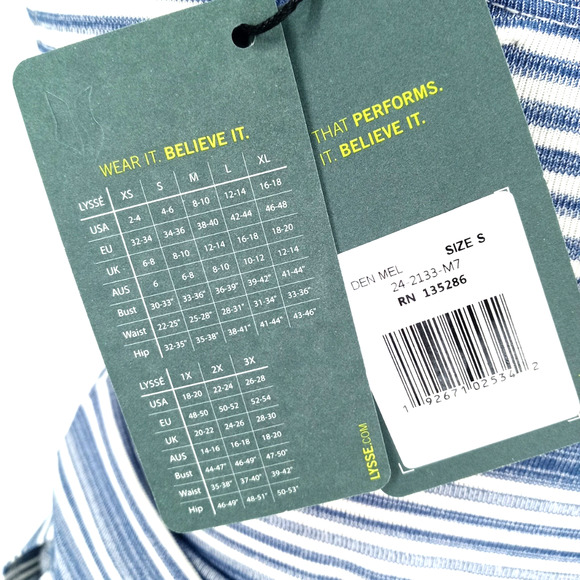 WEAR IT. BELIEVE IT.
LYSSÉ XS S M L XL
USA 2-4 4-6 8-10 12-14 16-18
EU 32-34 34-36 38-40 42-44 46-48
UK 6-8 8-10 12-14 16-18 18-20
AUS 6 6-8 8-10 10-12 12-14
Bust 30-33" 33-36" 36-39" 39-42" 41-44"
Waist 22-25" 25-28" 28-31" 31-34" 33-36"
Hip 32-35" 35-38" 38-41" 41-44" 43-46"
LYSSÉ 1X 2X 3X
USA 18-20 22-24 26-28
EU 48-50 50-52 52-54
UK 20-22 24-26 28-30
AUS 14-16 16-18 18-20
Bust 44-47" 46-49" 47-50"
Waist 35-38" 37-40" 39-42"
Hip 46-49" 48-51" 50-53"
LYSSE.COM
THAT PERFORMS.
IT. BELIEVE IT.
SIZE S
DEN MEL
24-2133-M7
RN 135286
1 92671 02534 2